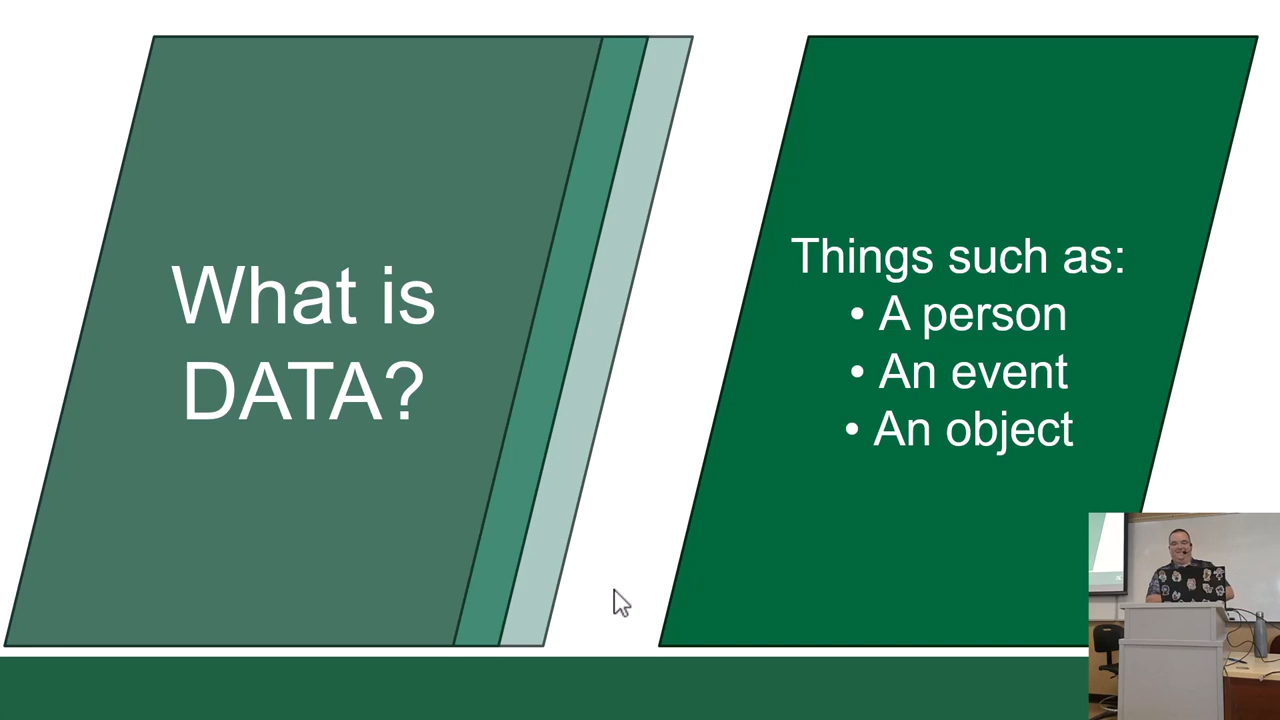 What is
DATA?
Things such as:
• A person
• An event
• An object